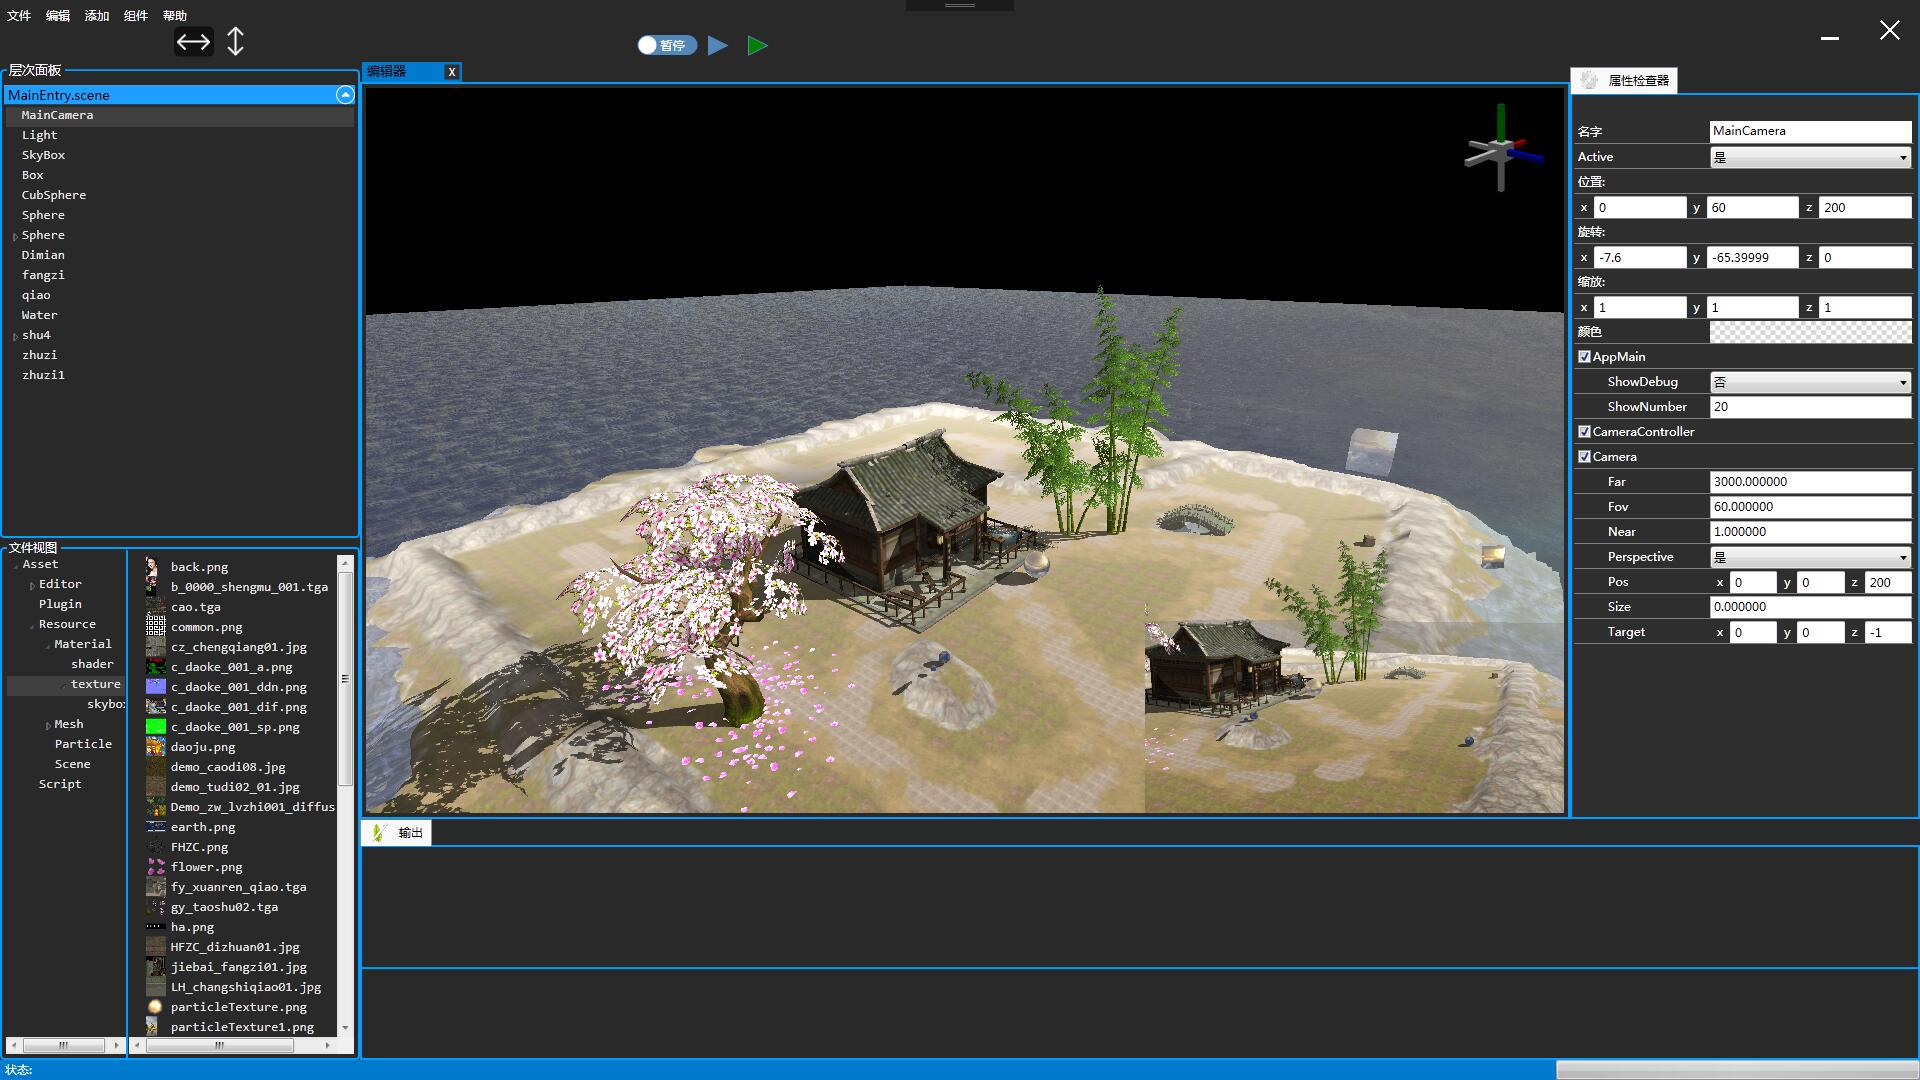 文件 编辑 添加 组件 帮助
暂停
层次面板
MainEntry.scene
MainCamera
Light
SkyBox
Box
CubSphere
Sphere
Sphere
Dimian
fangzi
qiao
Water
shu4
zhuzi
zhuzi1
文件视图
Asset
Editor
Plugin
Resource
Material
shader
texture
skybo
Mesh
Particle
Scene
Script
back.png
b_0000_shengmu_001.tga
cao.tga
common.png
cz_chengqiang01.jpg
c_daoke_001_a.png
c_daoke_001_ddn.png
c_daoke_001_dif.png
c_daoke_001_sp.png
daoju.png
demo_caodi08.jpg
demo_tudi02_01.jpg
Demo_zw_lvzhi001_diffus
earth.png
FHZC.png
flower.png
fy_xuanren_qiao.tga
gy_taoshu02.tga
ha.png
HFZC_dizhuan01.jpg
jiebai_fangzi01.jpg
LH_changshiqiao01.jpg
particleTexture.png
particleTexture1.png
编辑器 X
输出
属性检查器
名字 MainCamera
Active 是
位置:
x 0 y 60 z 200
旋转:
x -7.6 y -65.39999 z 0
缩放:
x 1 y 1 z 1
颜色
AppMain
ShowDebug 否
ShowNumber 20
CameraController
Camera
Far 3000.000000
Fov 60.000000
Near 1.000000
Perspective 是
Pos x 0 y 0 z 200
Size 0.000000
Target x 0 y 0 z -1
状态: